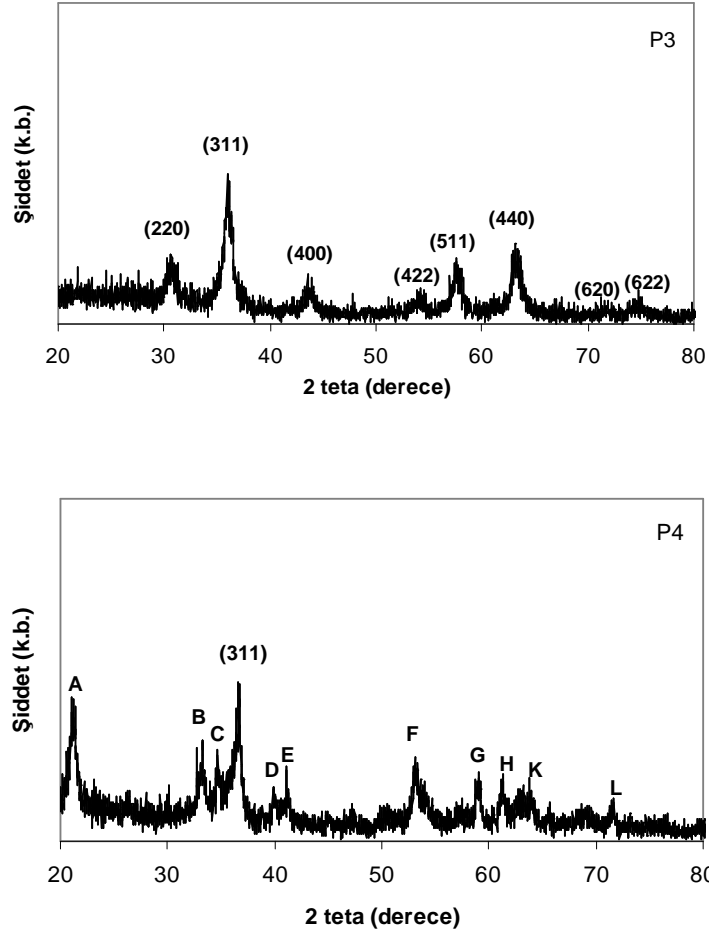 P3
Şiddet (k.b.)
(311)
(220)
(440)
(511)
(400)
(422)
(620)
(622)
20 30 40 50 60 70 80
2 teta (derece)
P4
Şiddet (k.b.)
(311)
A
B
C
D
E
F
G
H
K
L
20 30 40 50 60 70 80
2 teta (derece)